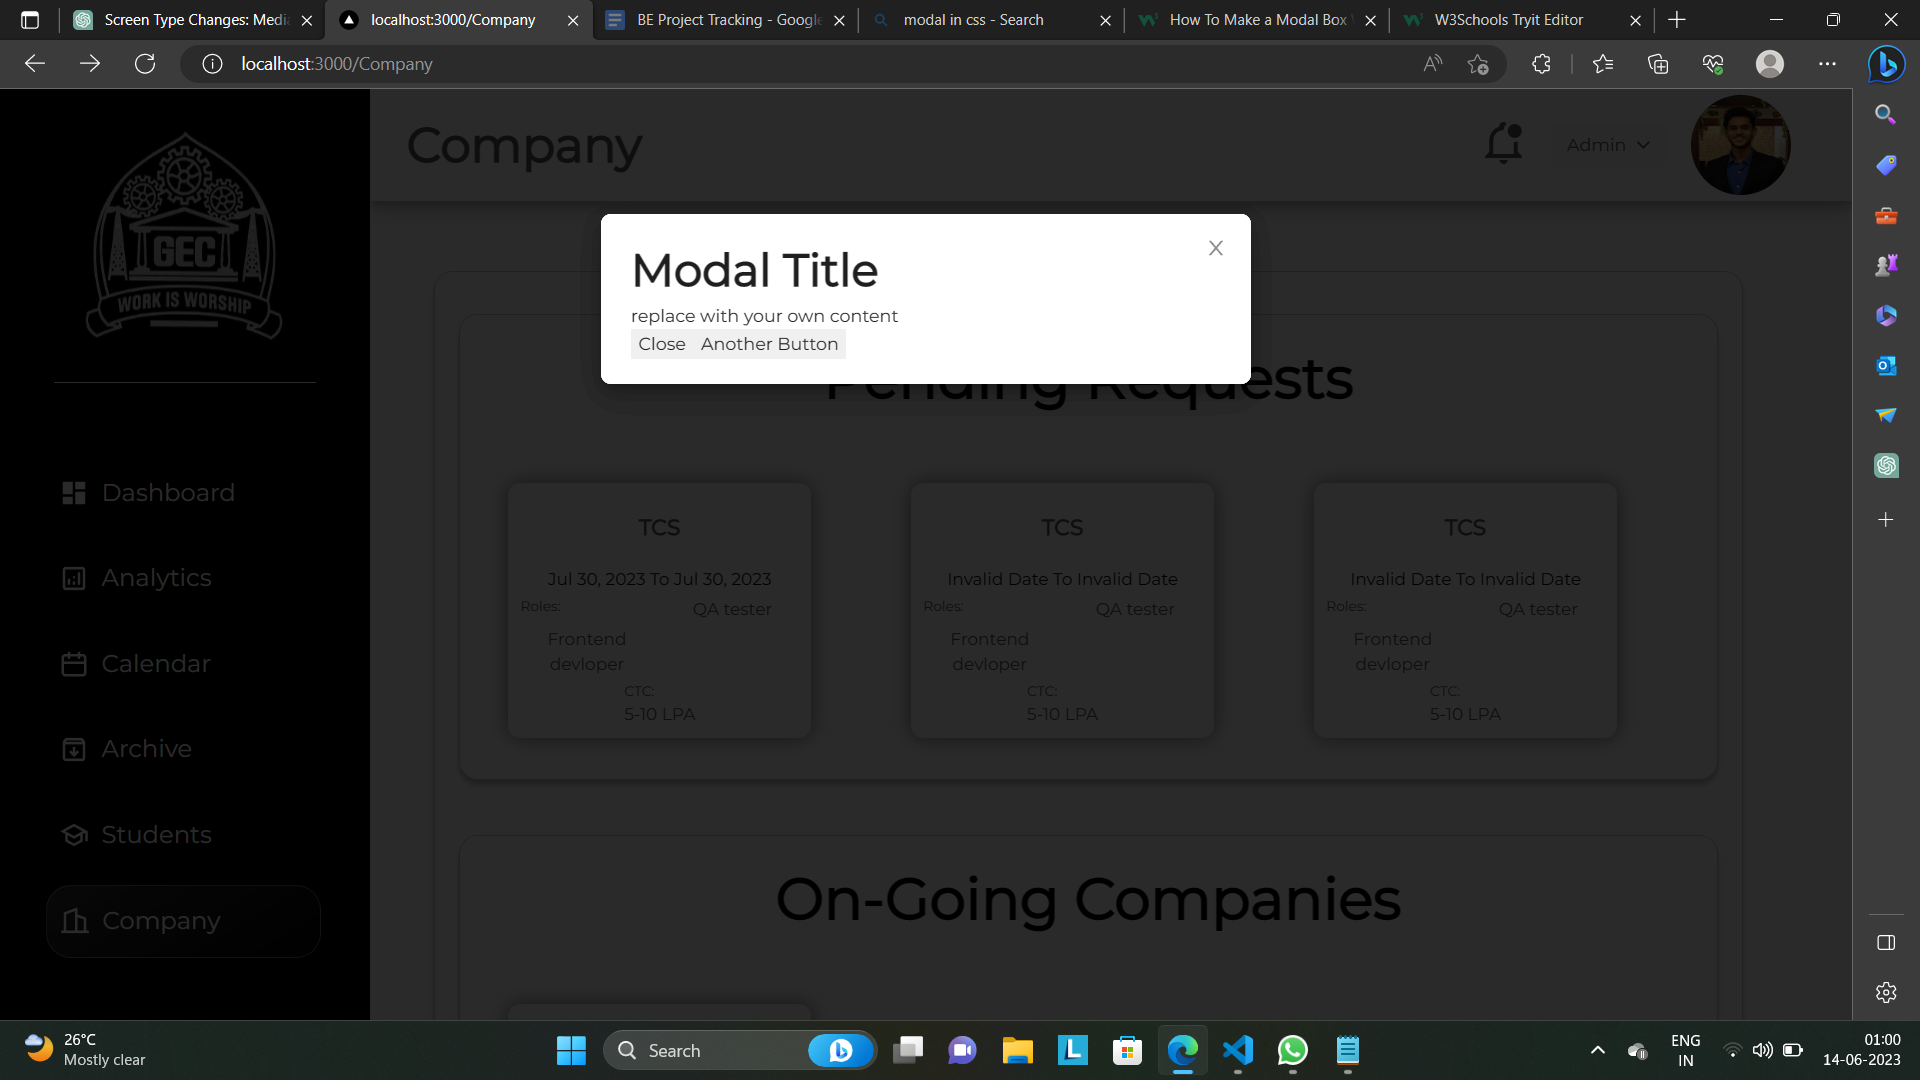 Screen Type Changes: Media
localhost:3000/Company
BE Project Tracking - Google
modal in css - Search
How To Make a Modal Box
W3Schools Tryit Editor
localhost:3000/Company
Company
Admin
GEC
WORK IS WORSHIP
Modal Title
X
replace with your own content
Close Another Button
Pending Requests
Dashboard
Analytics
Calendar
Archive
Students
Company
TCS
Jul 30, 2023 To Jul 30, 2023
Roles:
QA tester
Frontend
devloper
CTC:
5-10 LPA
TCS
Invalid Date To Invalid Date
Roles:
QA tester
Frontend
devloper
CTC:
5-10 LPA
TCS
Invalid Date To Invalid Date
Roles:
QA tester
Frontend
devloper
CTC:
5-10 LPA
On-Going Companies
26°C
Mostly clear
Search
ENG
IN
01:00
14-06-2023